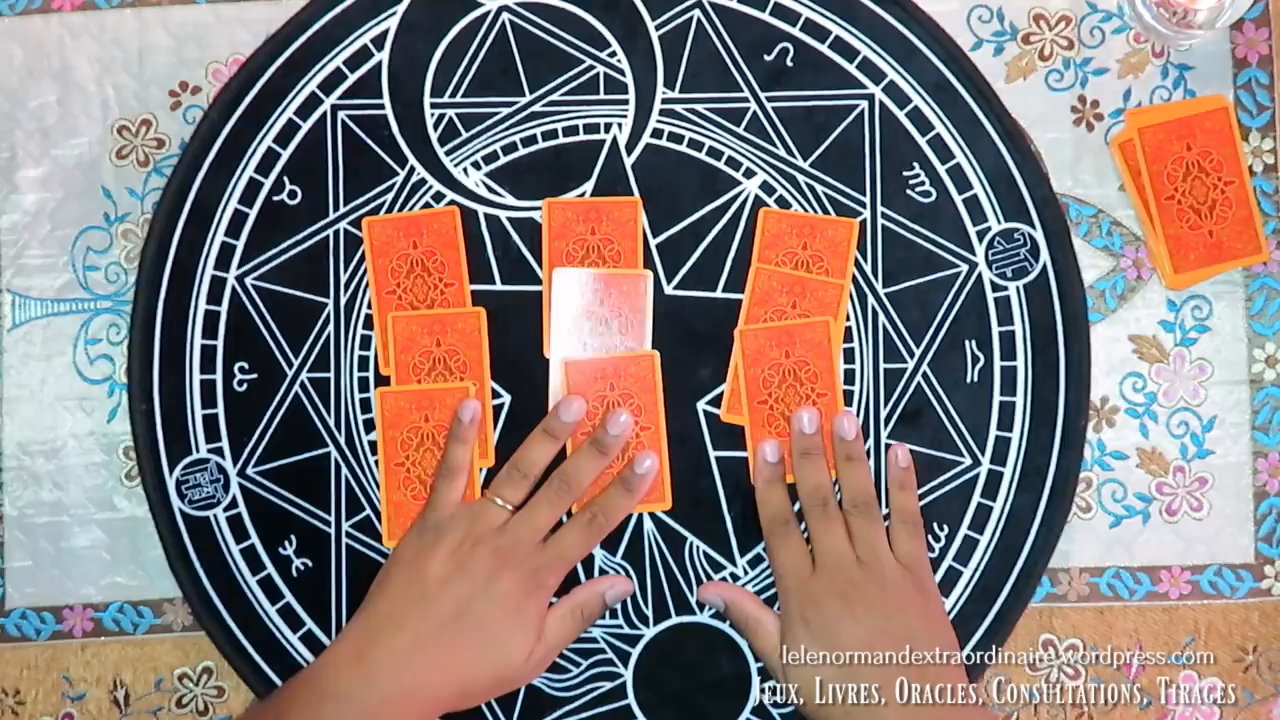 lelenormandextraordinaire.wordpress.com
Jeux, Livres, Oracles, Consultations, Tirages